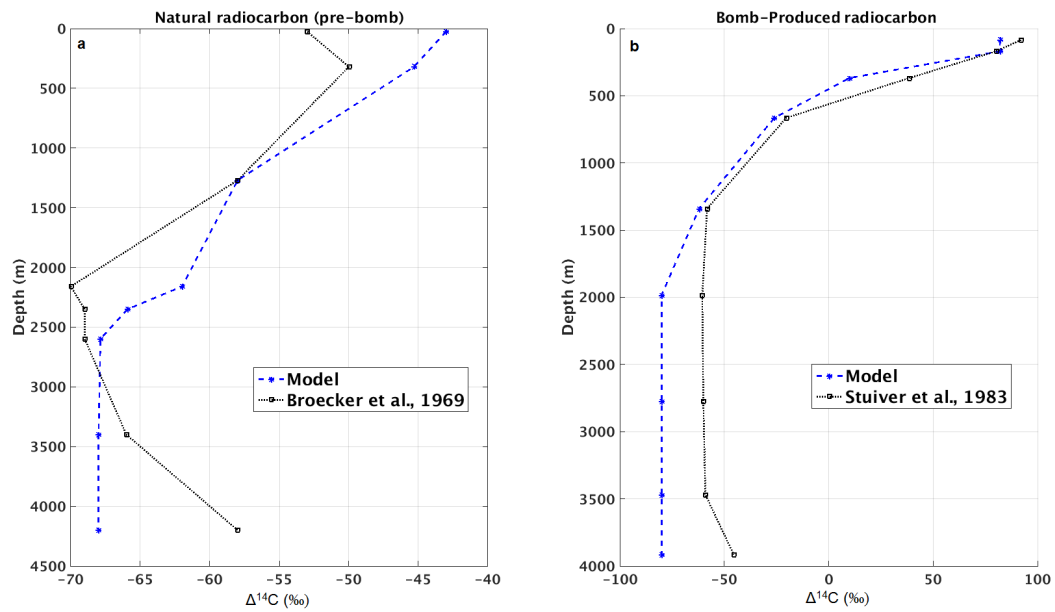 Natural radiocarbon (pre-bomb)
a
0
500
1000
1500
2000
2500
3000
3500
4000
4500
Depth (m)
Model
Broecker et al., 1969
−70
−65
−60
−55
−50
−45
−40
Δ¹⁴C (‰)
Bomb-Produced radiocarbon
b
0
500
1000
1500
2000
2500
3000
3500
4000
Depth (m)
Model
Stuiver et al., 1983
−100
−50
0
50
100
Δ¹⁴C (‰)